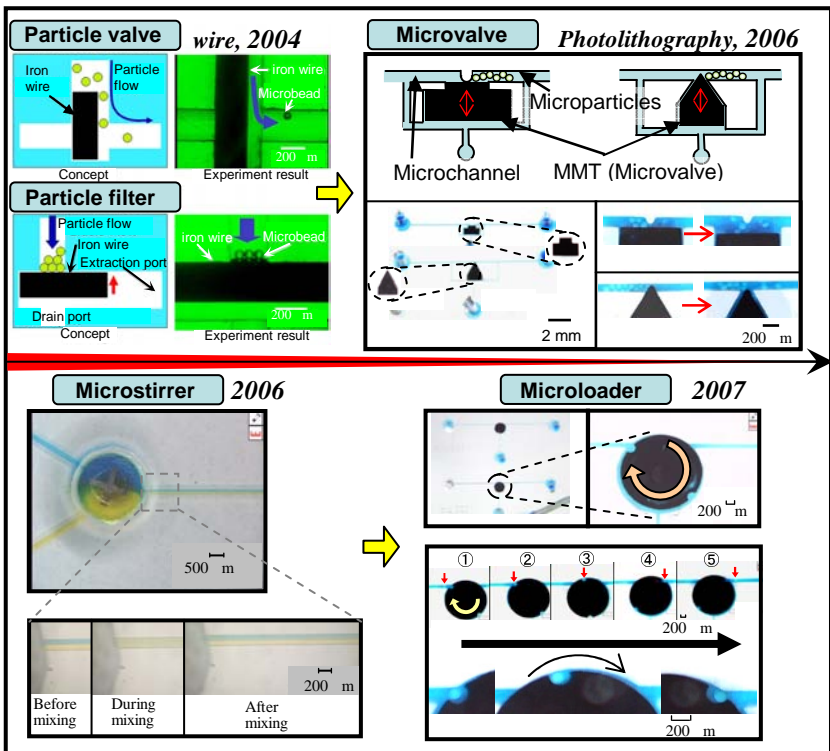 Particle valve
wire, 2004
Iron
wire
Particle
flow
Concept
iron wire
Microbead
200 m
Experiment result
Particle filter
Particle flow
Iron wire
Extraction port
Drain port
Concept
iron wire
Microbead
200 m
Experiment result
Microvalve
Photolithography, 2006
Microparticles
Microchannel
MMT (Microvalve)
2 mm
200 m
Microstirrer
2006
500 m
200 m
Before
mixing
During
mixing
After
mixing
Microloader
2007
200 m
① ② ③ ④ ⑤
200 m
200 m